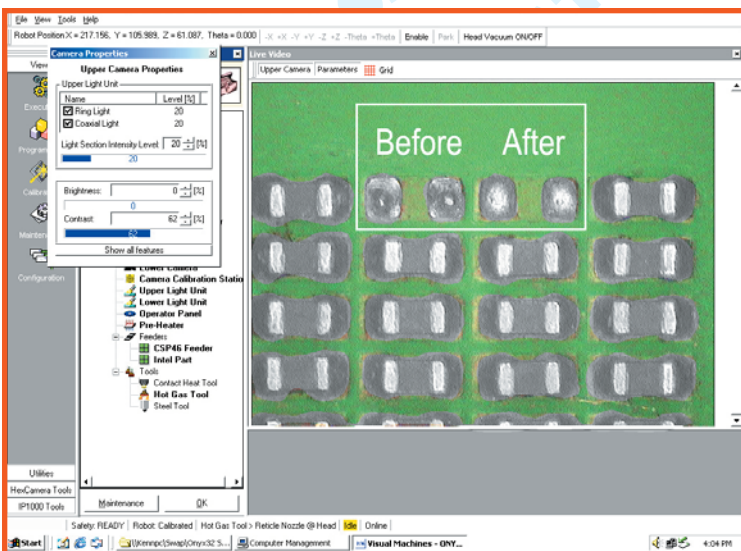 File View Tools Help
Robot Position X = 217.156, Y = 105.989, Z = 61.087, Theta = 0.000 -X +X -Y +Y -Z +Z -Theta +Theta Enable Park Head Vacuum ON/OFF
Camera Properties
Live Video
View
Upper Camera Properties
Upper Camera Parameters Grid
Upper Light Unit
Name Level [%]
Ring Light 20
Coaxial Light 20
Light Section Intensity Level: 20 [%]
20
Brightness: 0 [%]
0
Contrast: 62 [%]
62
Show all features
Before After
Configuration
Lower Camera
Camera Calibration Statio
Upper Light Unit
Lower Light Unit
Operator Panel
Pre-Heater
Feeders
CSP46 Feeder
Intel Part
Tools
Contact Heat Tool
Hot Gas Tool
Steel Tool
Utilities
HexCamera Tools
IP1000 Tools
Maintenance OK
Safety: READY Robot: Calibrated Hot Gas Tool > Reticle Nozzle @ Head Idle Online
Start \\Kennpc\Swap\Onyx32 S... Computer Management Visual Machines - ONY... 4:04 PM